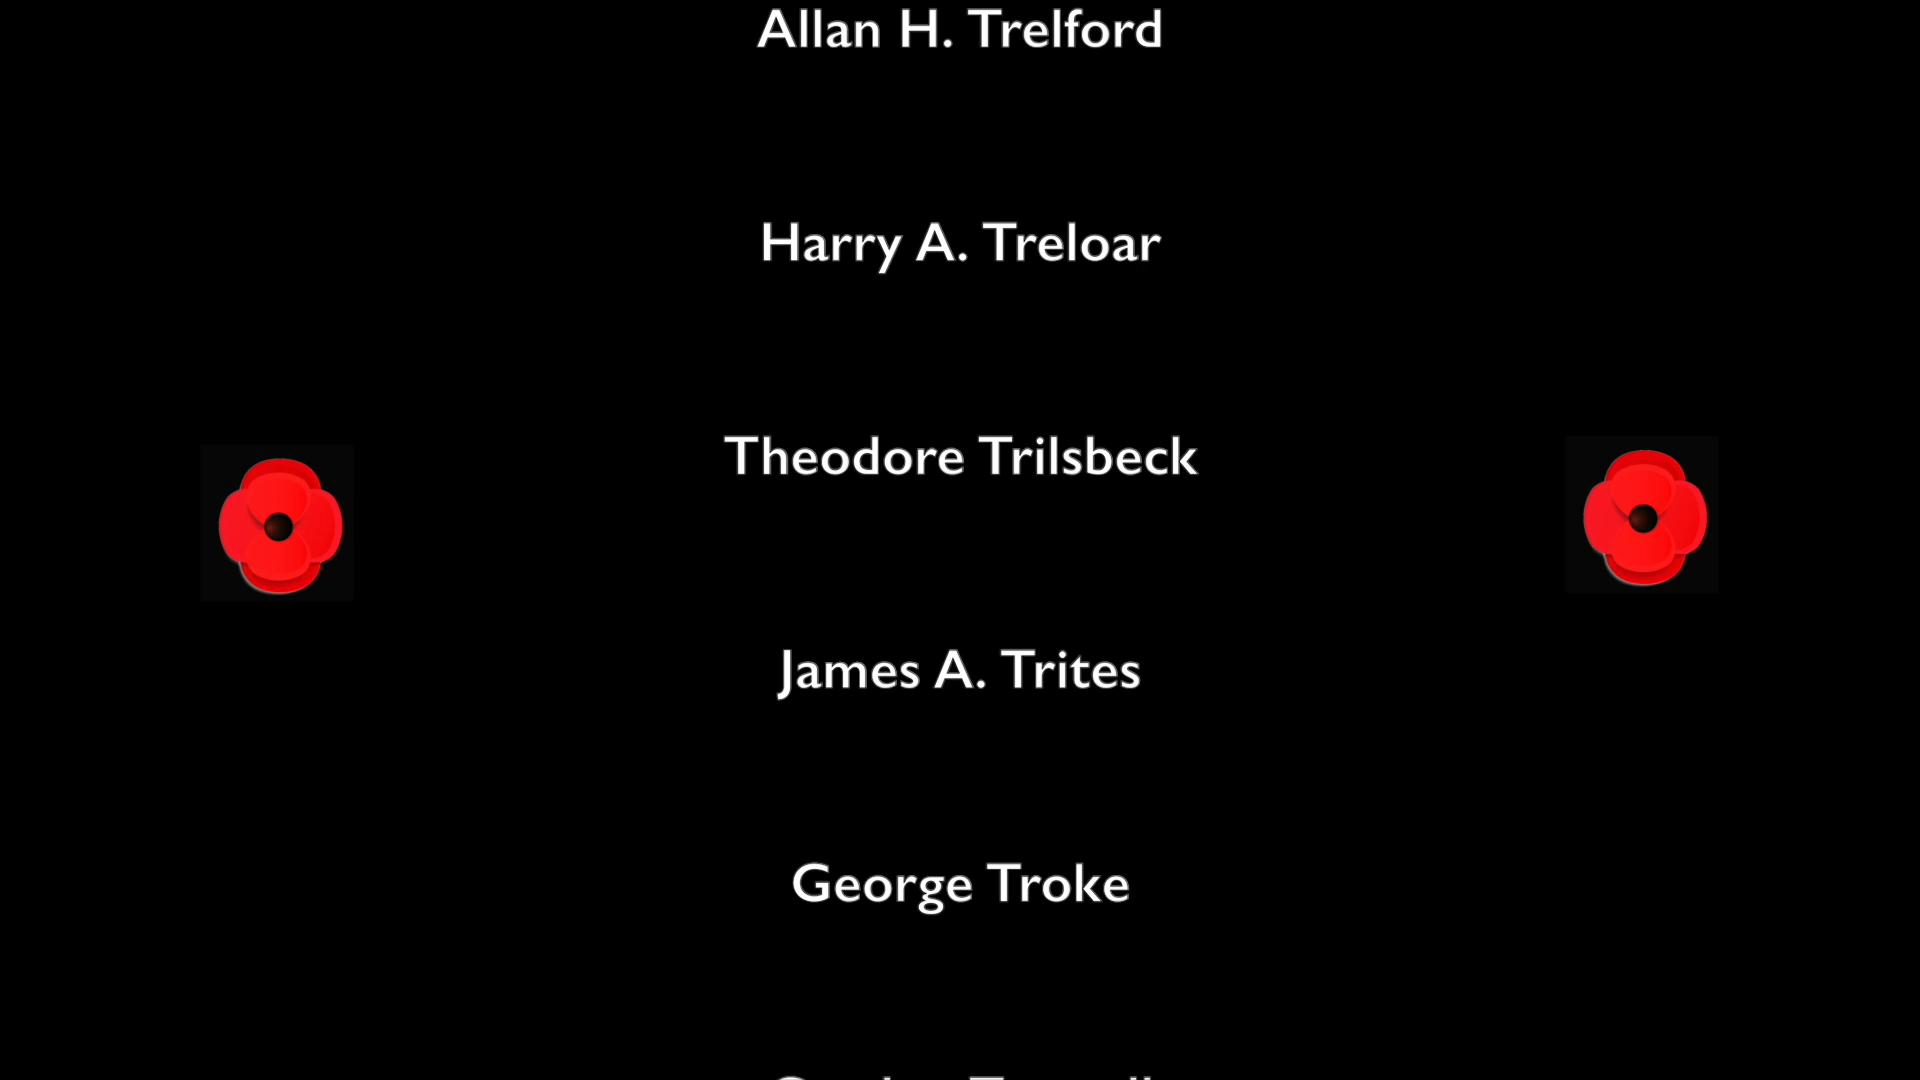 Allan H. Trelford
Harry A. Treloar
Theodore Trilsbeck
James A. Trites
George Troke